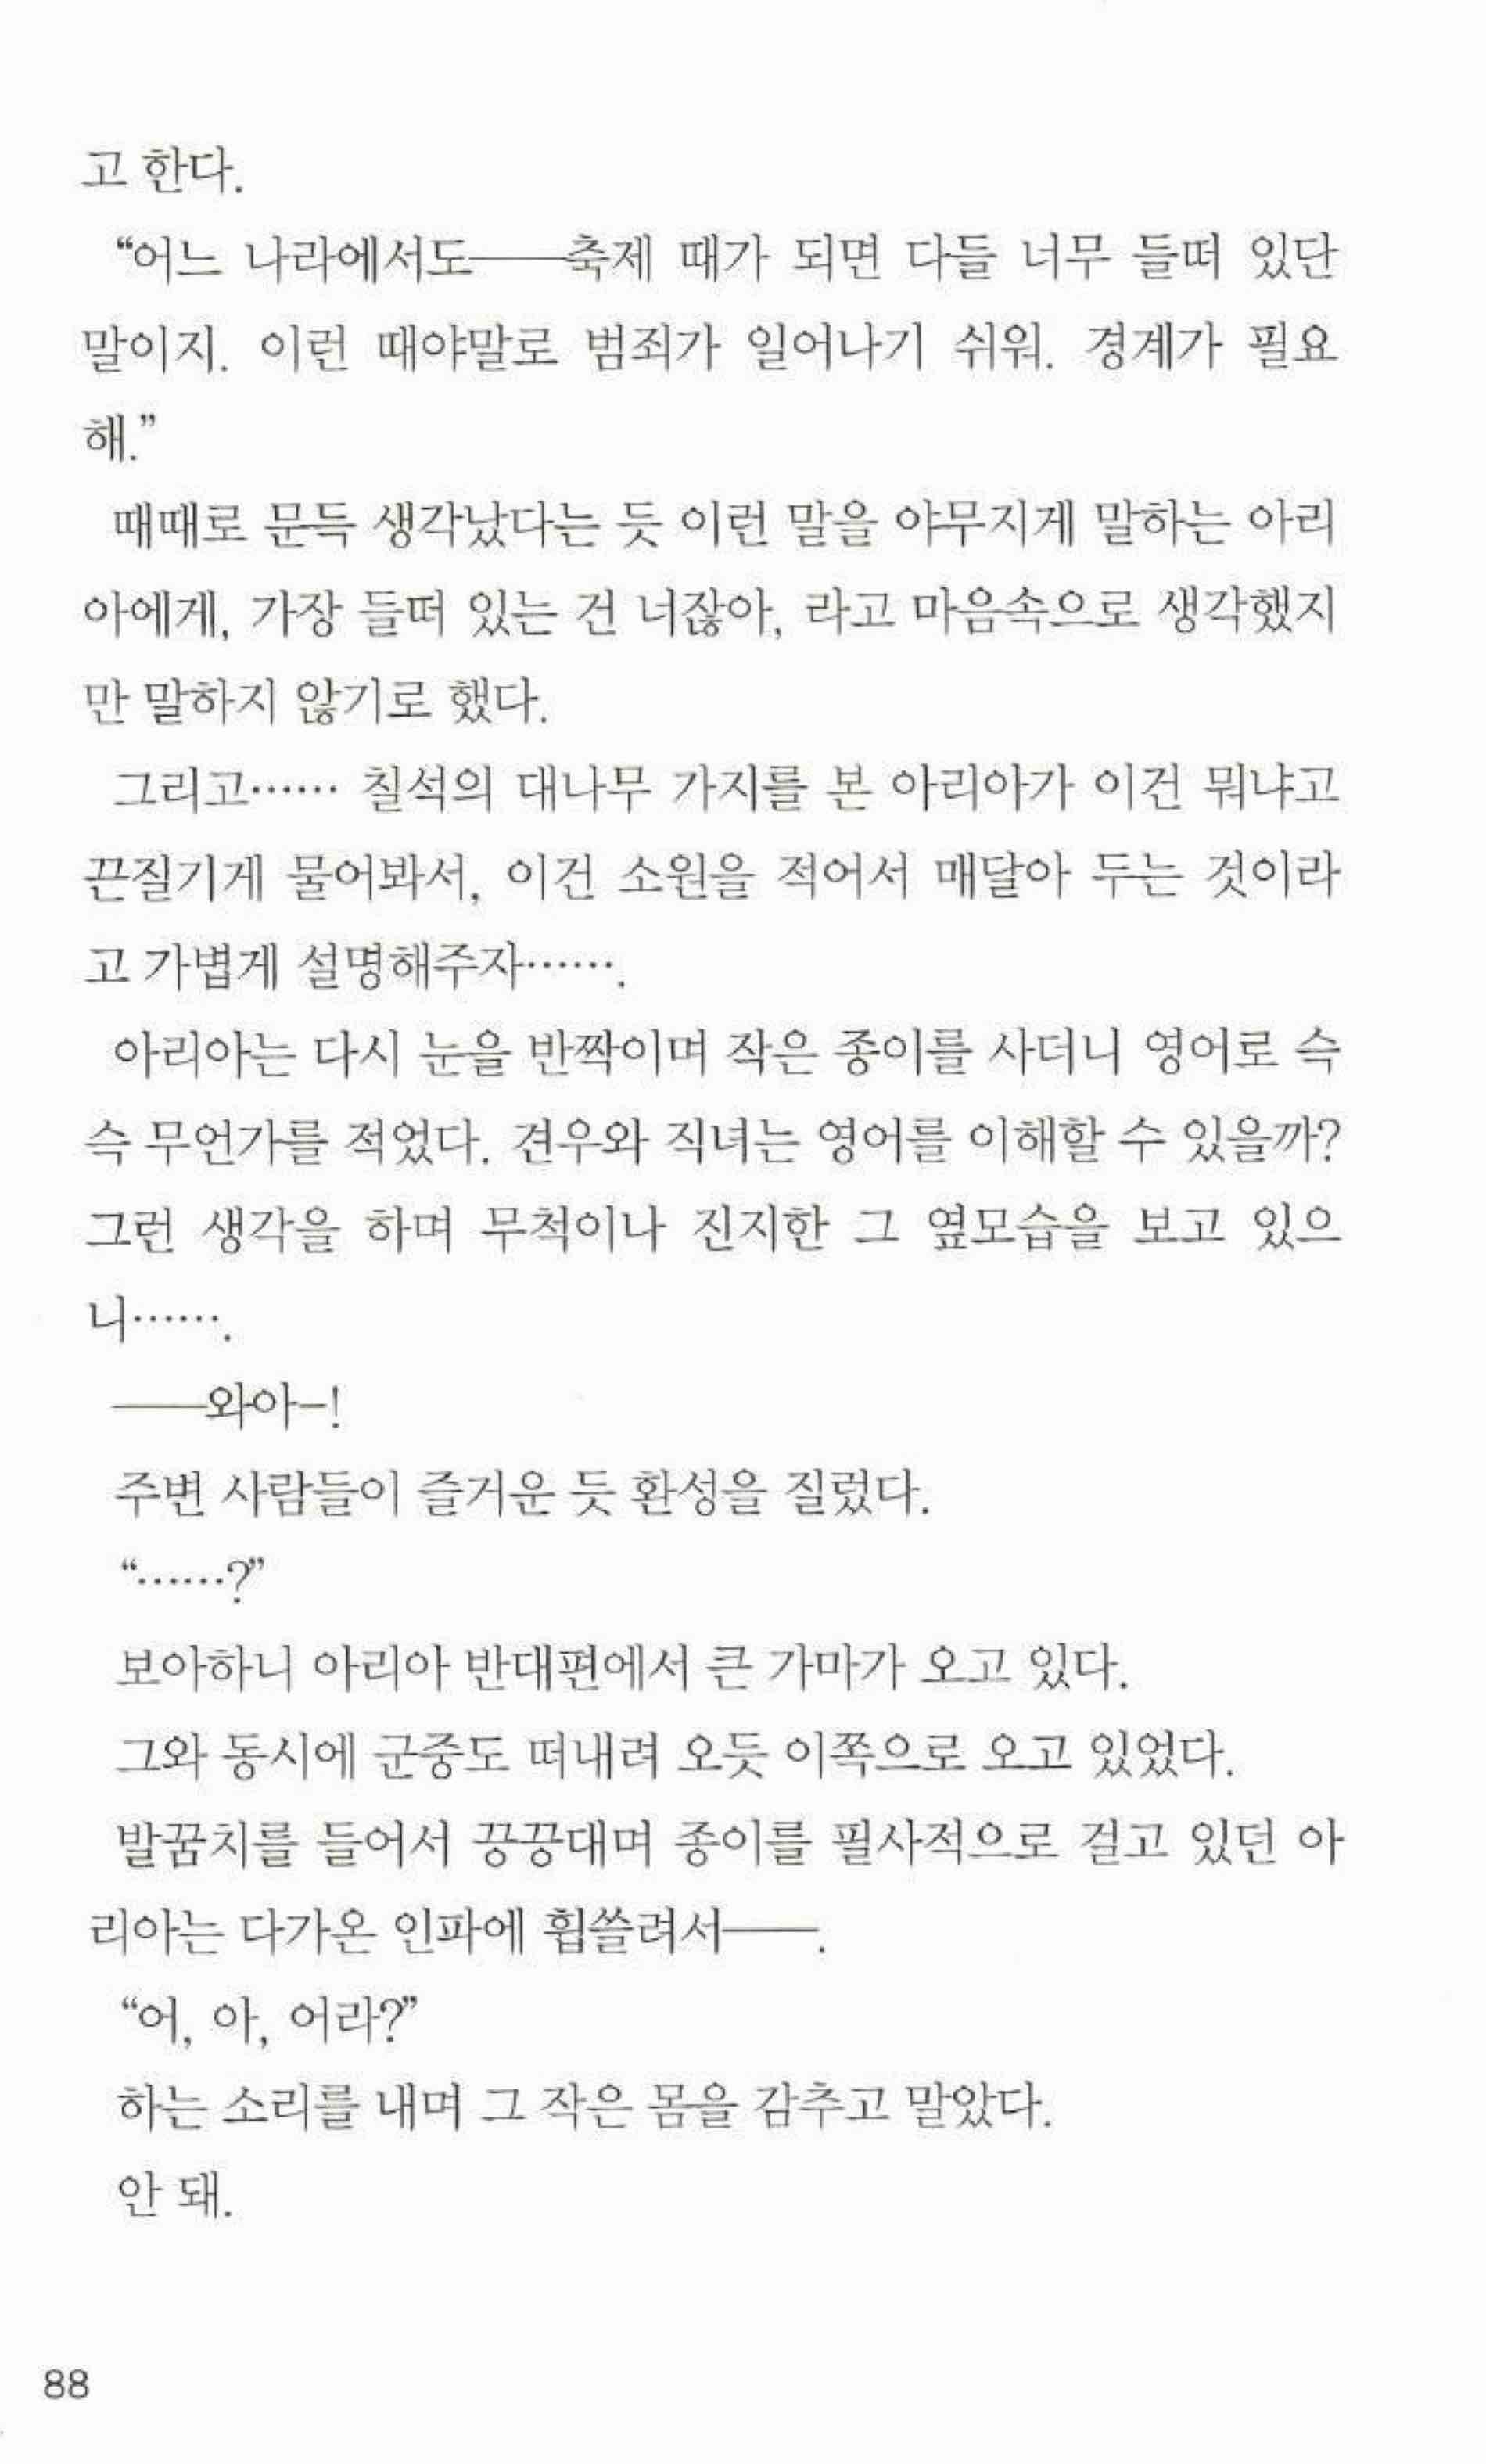 고 한다.
“어느 나라에서도――축제 때가 되면 다들 너무 들떠 있단
말이지. 이런 때야말로 범죄가 일어나기 쉬워. 경계가 필요
해.”
때때로 문득 생각났다는 듯 이런 말을 야무지게 말하는 아리
아에게, 가장 들떠 있는 건 너잖아, 라고 마음속으로 생각했지
만 말하지 않기로 했다.
그리고…… 칠석의 대나무 가지를 본 아리아가 이건 뭐냐고
끈질기게 물어봐서, 이건 소원을 적어서 매달아 두는 것이라
고 가볍게 설명해주자…….
아리아는 다시 눈을 반짝이며 작은 종이를 사더니 영어로 슥
슥 무언가를 적었다. 견우와 직녀는 영어를 이해할 수 있을까?
그런 생각을 하며 무척이나 진지한 그 옆모습을 보고 있으
니…….
――와아-!
주변 사람들이 즐거운 듯 환성을 질렀다.
“……?”
보아하니 아리아 반대편에서 큰 가마가 오고 있다.
그와 동시에 군중도 떠내려 오듯 이쪽으로 오고 있었다.
발꿈치를 들어서 끙끙대며 종이를 필사적으로 걸고 있던 아
리아는 다가온 인파에 휩쓸려서――.
“어, 아, 어라?”
하는 소리를 내며 그 작은 몸을 감추고 말았다.
안 돼.
88